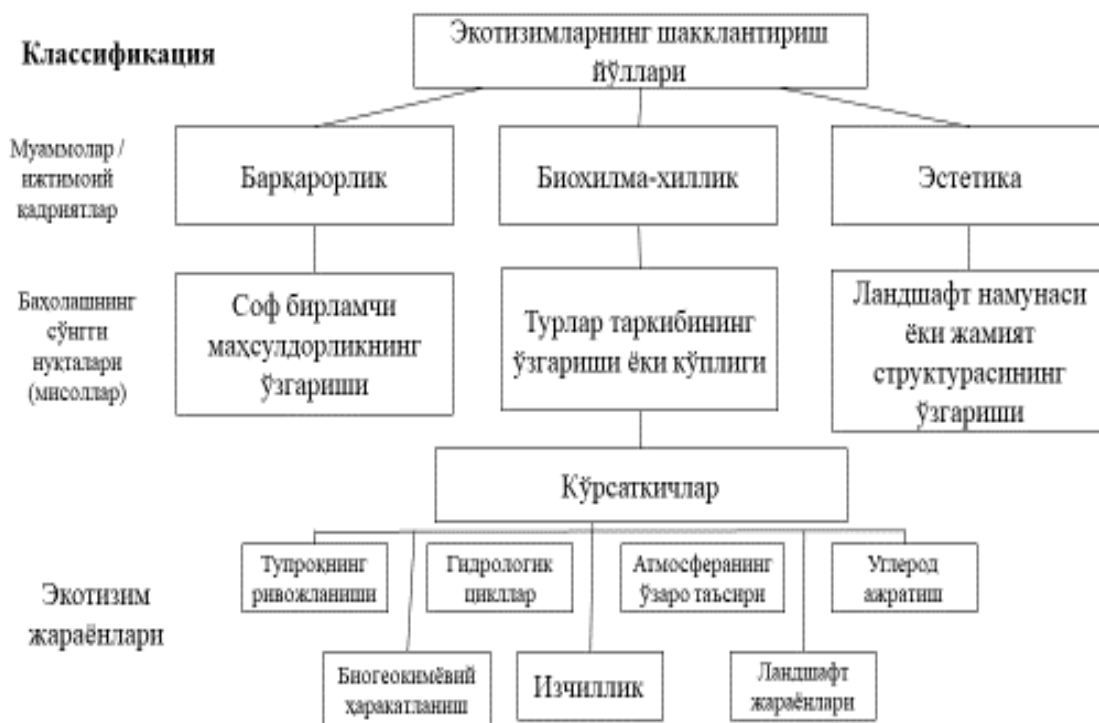 Классификация
Экотизимларнинг шакклантириш
йўллари
Муаммолар /
ижтимоий
қадриятлар
Барқарорлик
Биохилма-хиллик
Эстетика
Баҳолашнинг
сўнгги
нуқталари
(мисоллар)
Соф бирламчи
маҳсулдорликнинг
ўзгариши
Турлар таркибининг
ўзгариши ёки кўплиги
Ландшафт намунаси
ёки жамият
структурасининг
ўзгариши
Кўрсаткичлар
Экотизим
жараёнлари
Тупроқнинг
ривожланиши
Гидрологик
цикллар
Атмосферанинг
ўзаро таъсири
Углерод
ажратиш
Биогеокимёвий
ҳаракатланиш
Изчиллик
Ландшафт
жараёнлари